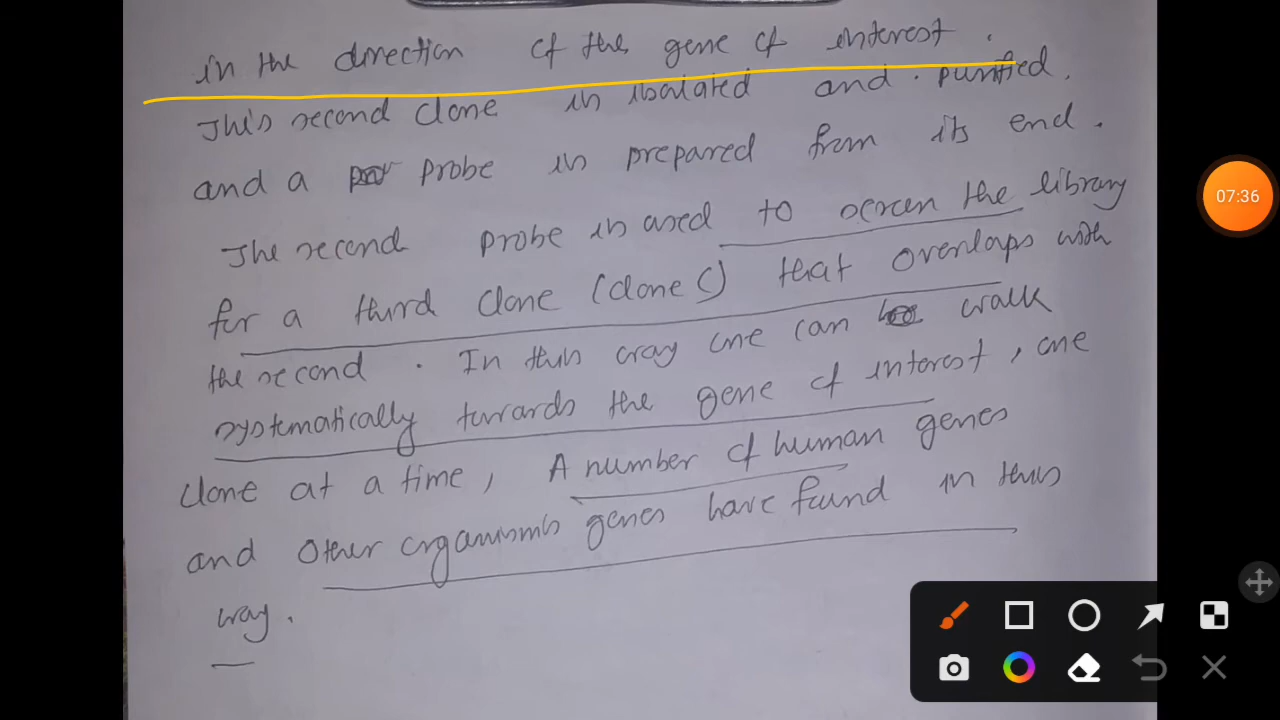 in the direction of the gene of interest.
This second clone is isolated and purified.
and a probe is prepared from its end.
The second probe is used to screen the library
for a third clone (clone C) that overlaps with
the second. In this way one can walk
systematically towards the gene of interest, one
clone at a time, A number of human genes
and other organisms genes have found in this
way.
07:36